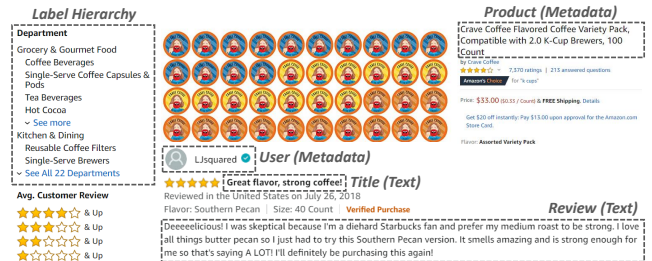 Label Hierarchy
Department
Grocery & Gourmet Food
Coffee Beverages
Single-Serve Coffee Capsules &
Pods
Tea Beverages
Hot Cocoa
See more
Kitchen & Dining
Reusable Coffee Filters
Single-Serve Brewers
See All 22 Departments
Avg. Customer Review
& Up
& Up
& Up
& Up
Product (Metadata)
Crave Coffee Flavored Coffee Variety Pack,
Compatible with 2.0 K-Cup Brewers, 100
Count
by Crave Coffee
7,370 ratings | 215 answered questions
Amazon's Choice for "k cups"
Price: $33.00 ($0.33 / Count) & FREE Shipping. Details
Get $20 off instantly: Pay $13.00 upon approval for the Amazon.com
Store Card.
Flavor: Assorted Variety Pack
LJsquared User (Metadata)
Great flavor, strong coffee! Title (Text)
Reviewed in the United States on July 26, 2018
Flavor: Southern Pecan | Size: 40 Count | Verified Purchase
Review (Text)
Deeeeelicious! I was skeptical because I'm a diehard Starbucks fan and prefer my medium roast to be strong. I love
all things butter pecan so I just had to try this Southern Pecan version. It smells amazing and is strong enough for
me so that's saying A LOT! I'll definitely be purchasing this again!